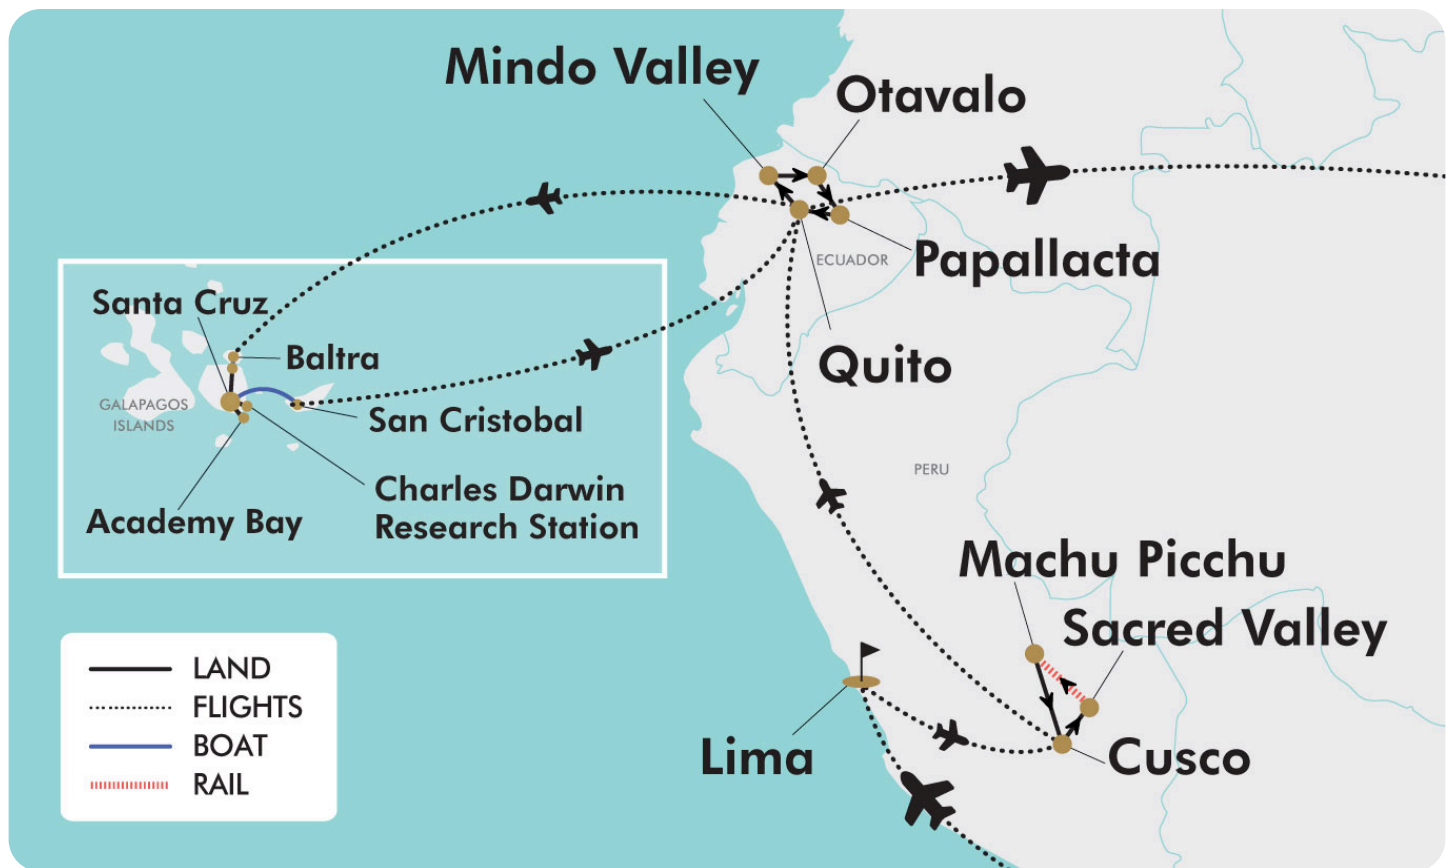 Mindo Valley
Otavalo
Papallacta
ECUADOR
Quito
Santa Cruz
Baltra
GALAPAGOS
ISLANDS
San Cristobal
Charles Darwin
Research Station
Academy Bay
PERU
Machu Picchu
Sacred Valley
Lima
Cusco
LAND
FLIGHTS
BOAT
RAIL